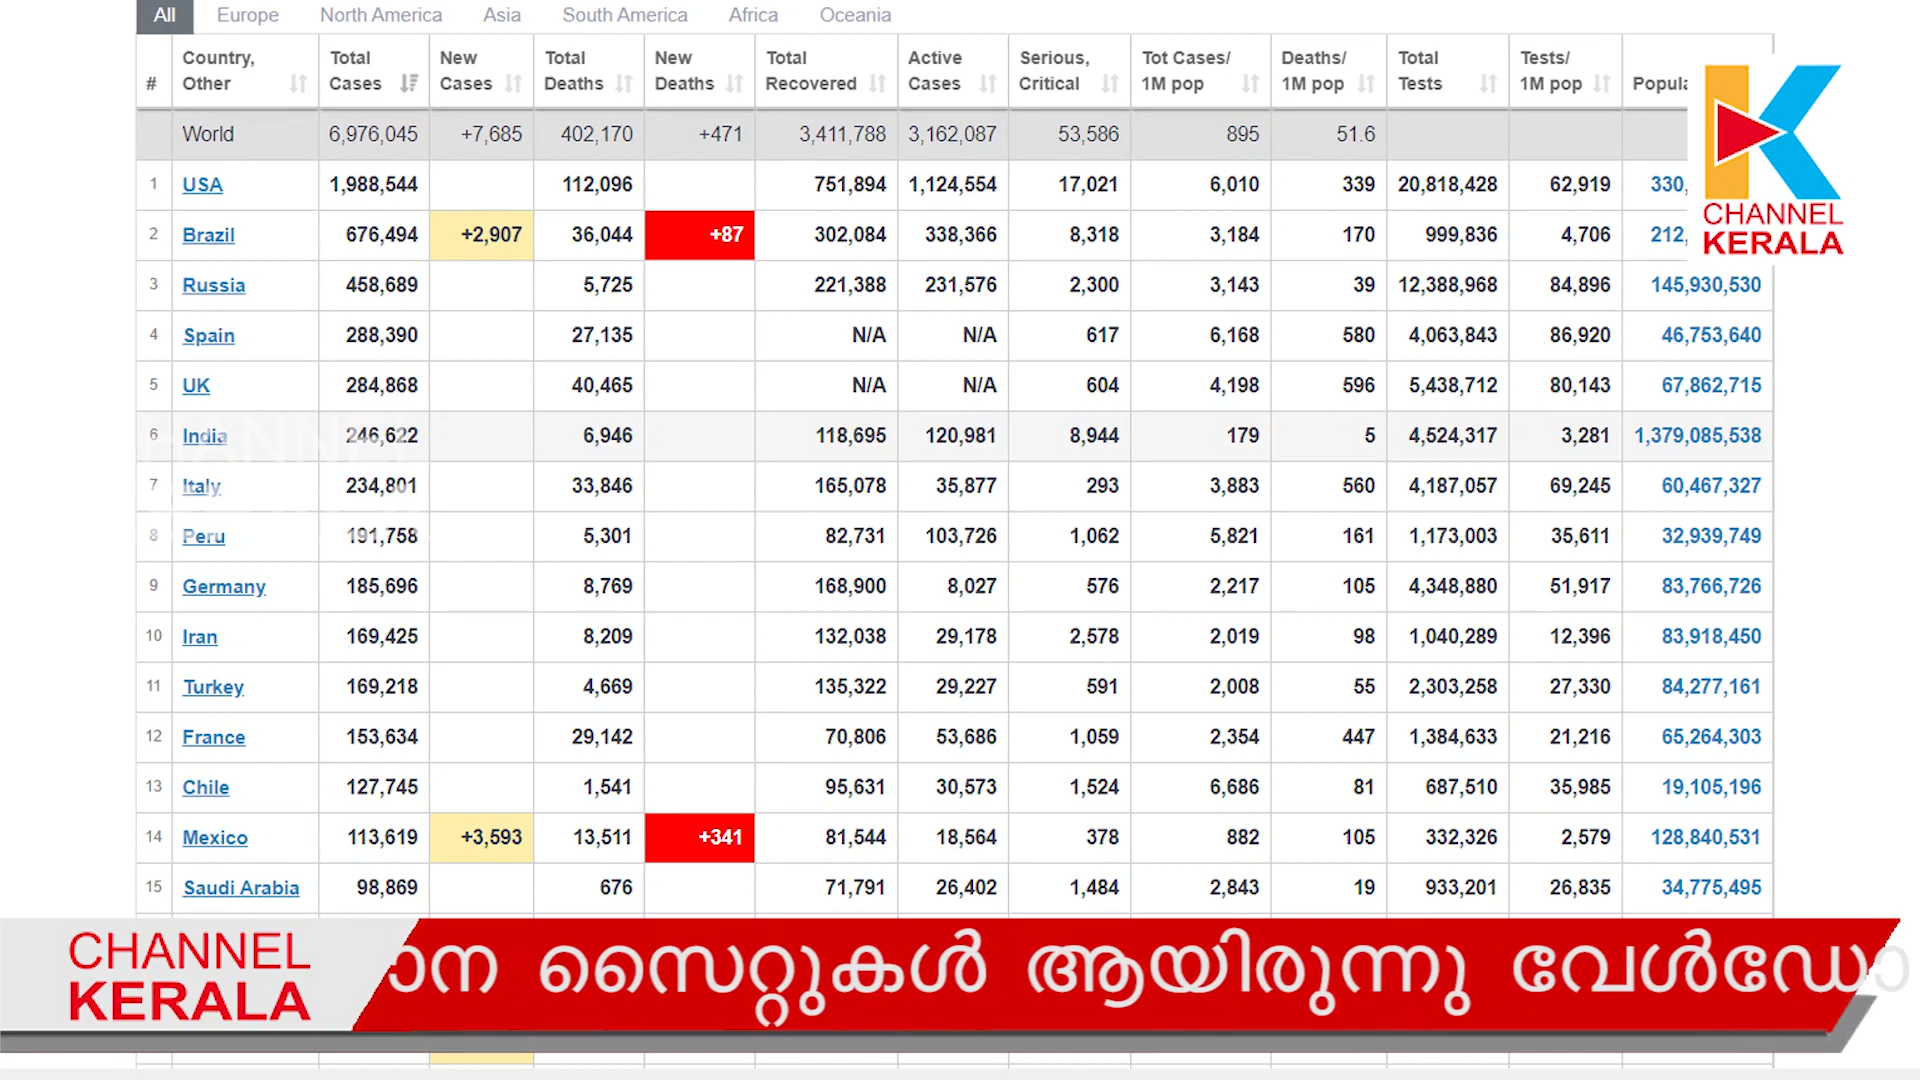 All Europe North America Asia South America Africa Oceania
# Country, Other Total Cases New Cases Total Deaths New Deaths Total Recovered Active Cases Serious, Critical Tot Cases/ 1M pop Deaths/ 1M pop Total Tests Tests/ 1M pop
World 6,976,045 +7,685 402,170 +471 3,411,788 3,162,087 53,586 895 51.6
1 USA 1,988,544 112,096 751,894 1,124,554 17,021 6,010 339 20,818,428 62,919 330,
2 Brazil 676,494 +2,907 36,044 +87 302,084 338,366 8,318 3,184 170 999,836 4,706 212,
3 Russia 458,689 5,725 221,388 231,576 2,300 3,143 39 12,388,968 84,896 145,930,530
4 Spain 288,390 27,135 N/A N/A 617 6,168 580 4,063,843 86,920 46,753,640
5 UK 284,868 40,465 N/A N/A 604 4,198 596 5,438,712 80,143 67,862,715
6 India 246,622 6,946 118,695 120,981 8,944 179 5 4,524,317 3,281 1,379,085,538
7 Italy 234,801 33,846 165,078 35,877 293 3,883 560 4,187,057 69,245 60,467,327
8 Peru 191,758 5,301 82,731 103,726 1,062 5,821 161 1,173,003 35,611 32,939,749
9 Germany 185,696 8,769 168,900 8,027 576 2,217 105 4,348,880 51,917 83,766,726
10 Iran 169,425 8,209 132,038 29,178 2,578 2,019 98 1,040,289 12,396 83,918,450
11 Turkey 169,218 4,669 135,322 29,227 591 2,008 55 2,303,258 27,330 84,277,161
12 France 153,634 29,142 70,806 53,686 1,059 2,354 447 1,384,633 21,216 65,264,303
13 Chile 127,745 1,541 95,631 30,573 1,524 6,686 81 687,510 35,985 19,105,196
14 Mexico 113,619 +3,593 13,511 +341 81,544 18,564 378 882 105 332,326 2,579 128,840,531
15 Saudi Arabia 98,869 676 71,791 26,402 1,484 2,843 19 933,201 26,835 34,775,495
CHANNEL
KERALA
CHANNEL
KERALA
സൈറ്റുകൾ ആയിരുന്നു വേൾഡോ